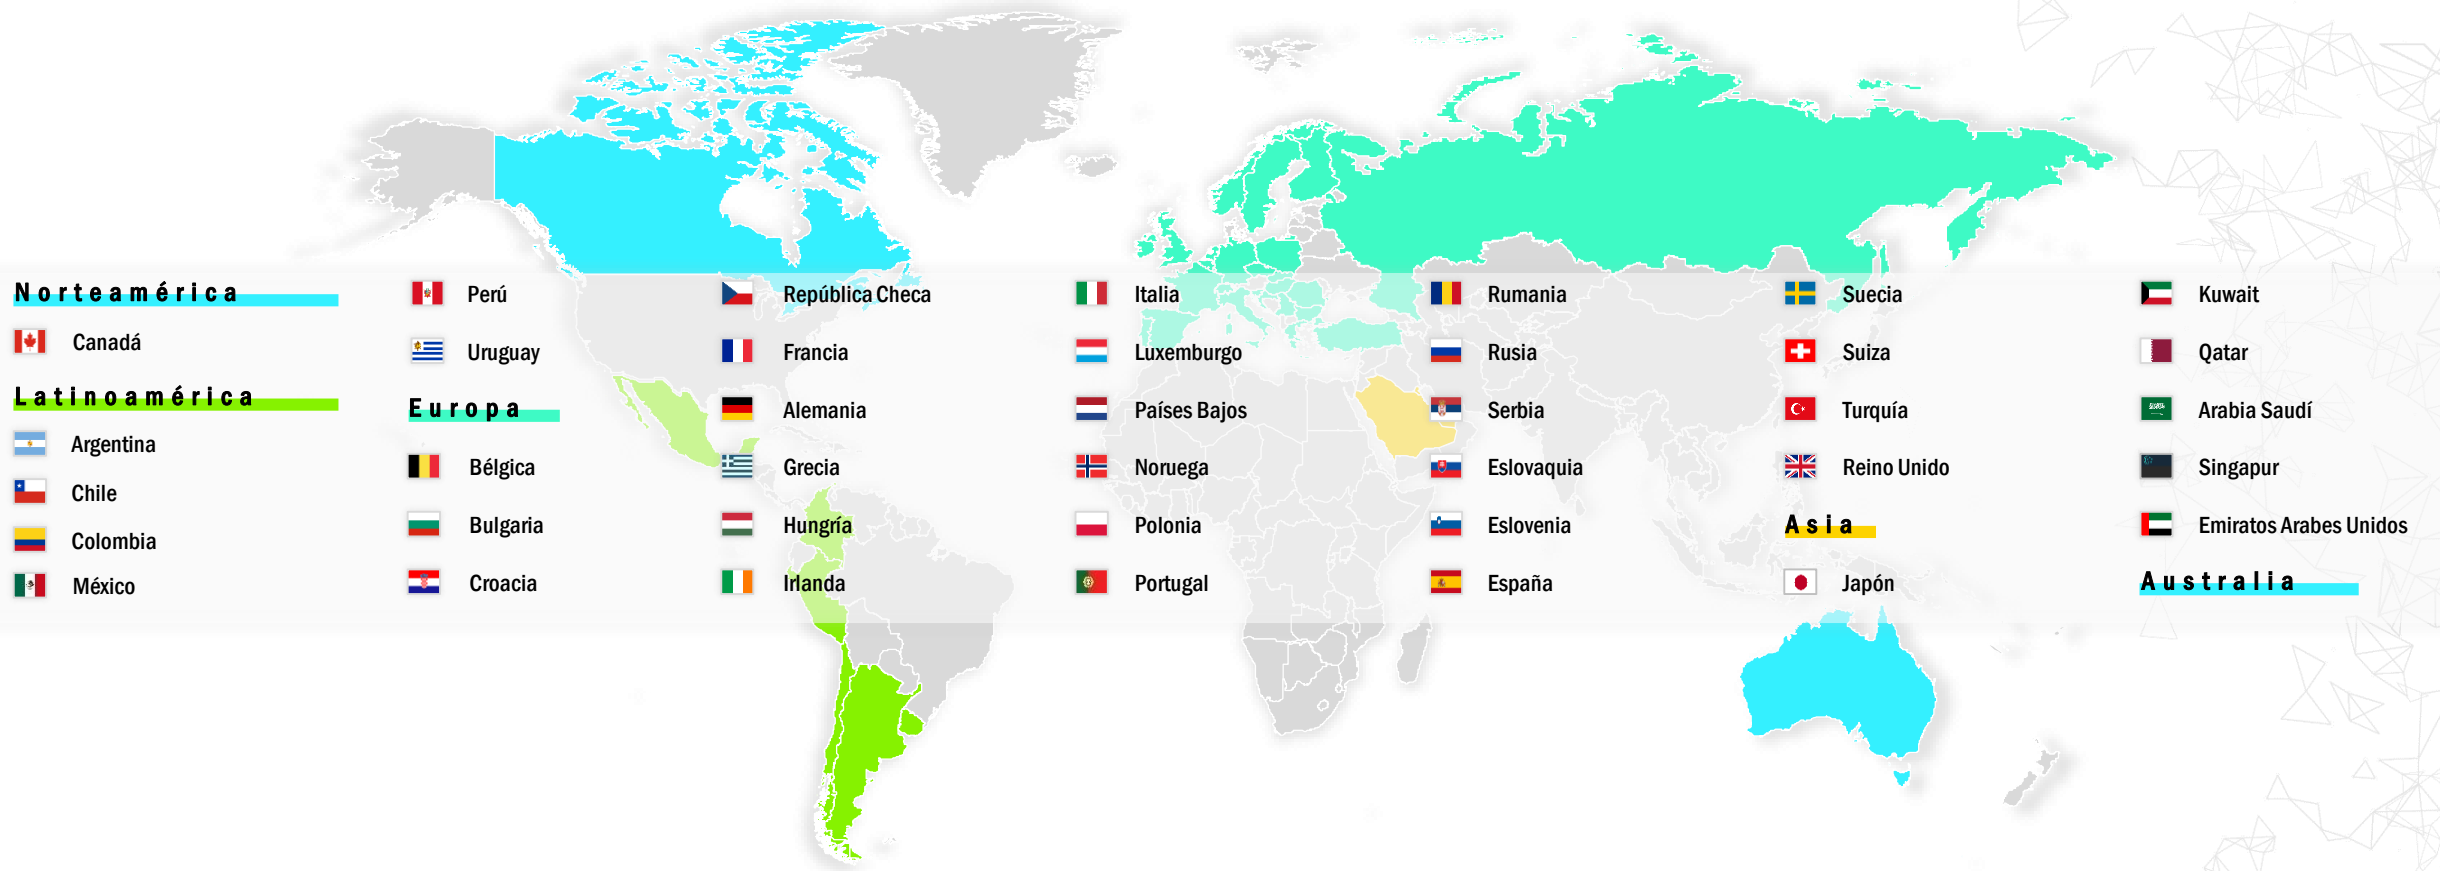 Norteamérica
Canadá
Latinoamérica
Argentina
Chile
Colombia
México
Perú
Uruguay
Europa
Bélgica
Bulgaria
Croacia
República Checa
Francia
Alemania
Grecia
Hungría
Irlanda
Italia
Luxemburgo
Países Bajos
Noruega
Polonia
Portugal
Rumania
Rusia
Serbia
Eslovaquia
Eslovenia
España
Suecia
Suiza
Turquía
Reino Unido
Asia
Japón
Kuwait
Qatar
Arabia Saudí
Singapur
Emiratos Arabes Unidos
Australia